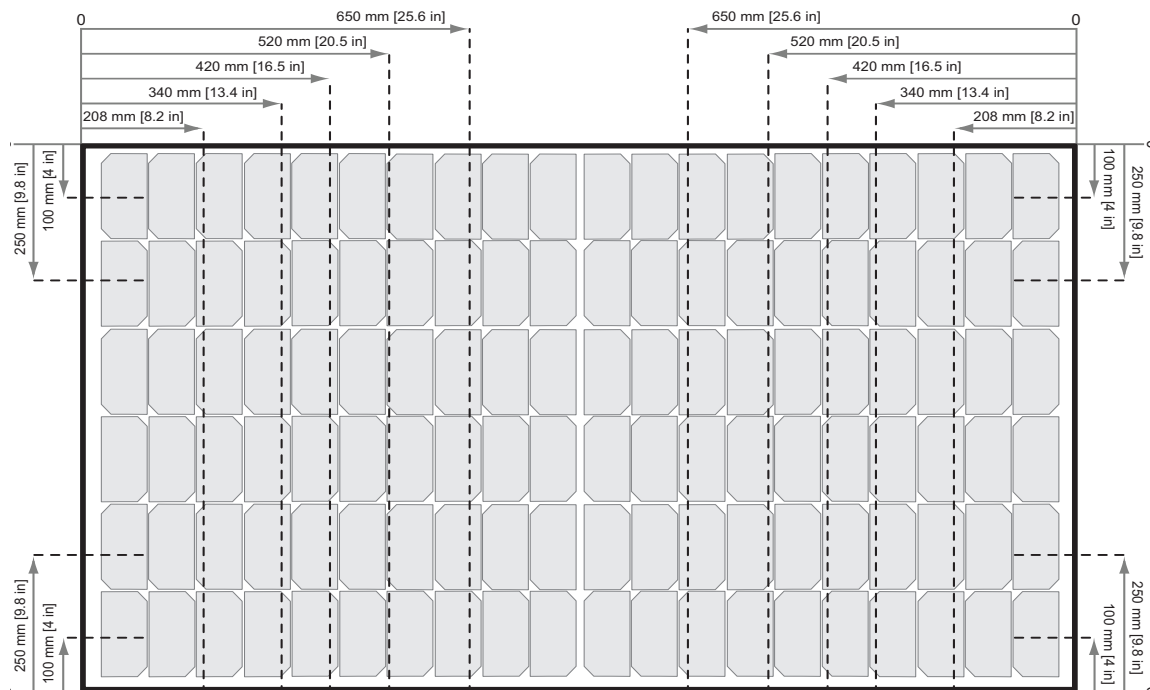 0
0
650 mm [25.6 in]
650 mm [25.6 in]
520 mm [20.5 in]
520 mm [20.5 in]
420 mm [16.5 in]
420 mm [16.5 in]
340 mm [13.4 in]
340 mm [13.4 in]
208 mm [8.2 in]
208 mm [8.2 in]
250 mm [9.8 in]
100 mm [4 in]
100 mm [4 in]
250 mm [9.8 in]
250 mm [9.8 in]
100 mm [4 in]
100 mm [4 in]
250 mm [9.8 in]